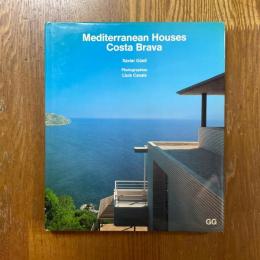 Mediterranean Houses
Costa Brava
Xavier Güell
Photographies
Lluís Casals
GG